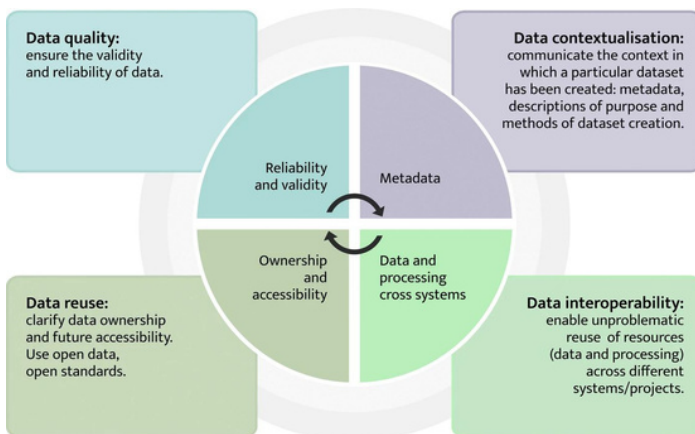 Data quality:
ensure the validity
and reliability of data.
Data contextualisation:
communicate the context in
which a particular dataset
has been created: metadata,
descriptions of purpose and
methods of dataset creation.
Reliability
and validity
Metadata
Ownership
and
accessibility
Data and
processing
cross systems
Data reuse:
clarify data ownership
and future accessibility.
Use open data,
open standards.
Data interoperability:
enable unproblematic
reuse of resources
(data and processing)
across different
systems/projects.